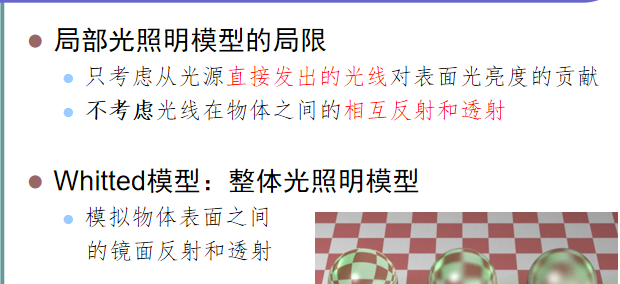 局部光照明模型的局限
只考虑从光源直接发出的光线对表面光亮度的贡献
不考虑光线在物体之间的相互反射和透射
Whitted模型：整体光照明模型
模拟物体表面之间
的镜面反射和透射